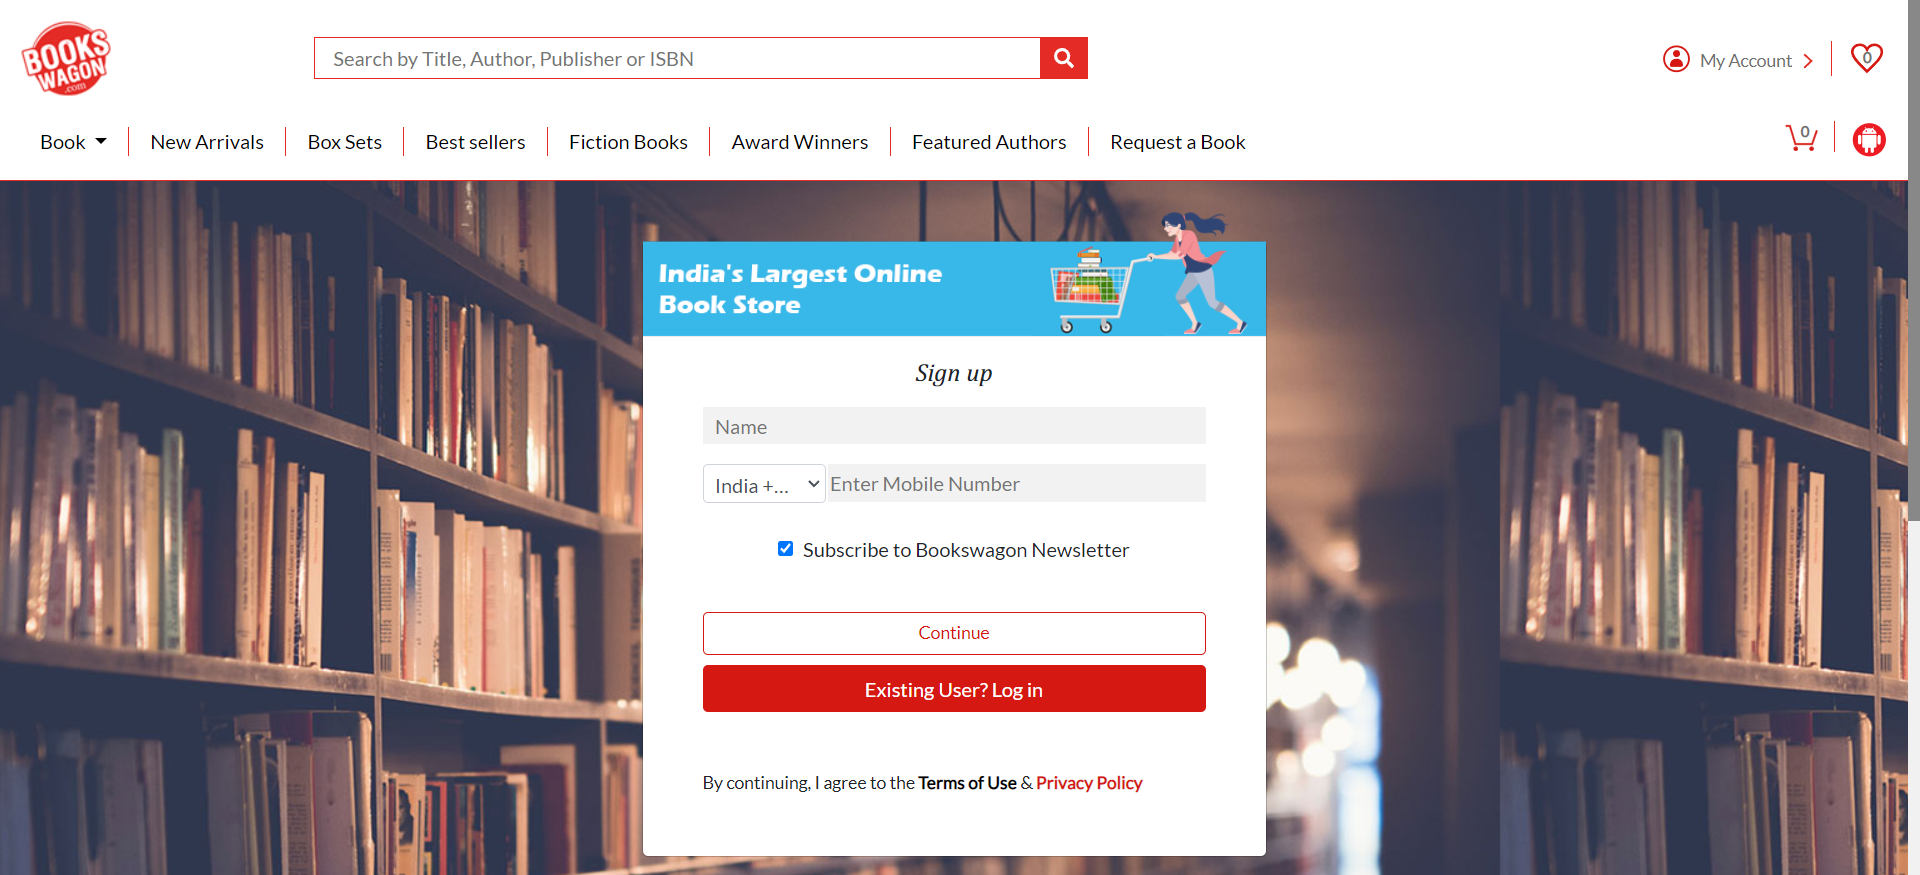 BOOKS
WAGON
.com
Search by Title, Author, Publisher or ISBN
My Account
0
Book
New Arrivals
Box Sets
Best sellers
Fiction Books
Award Winners
Featured Authors
Request a Book
0
India's Largest Online
Book Store
Sign up
Name
India +...
Enter Mobile Number
Subscribe to Bookswagon Newsletter
Continue
Existing User? Log in
By continuing, I agree to the Terms of Use & Privacy Policy